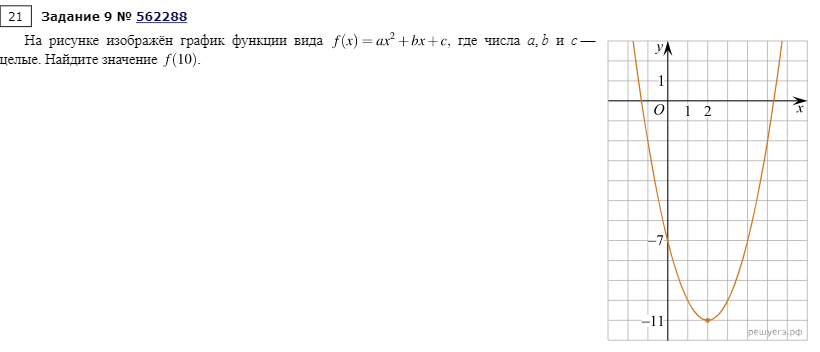 21 Задание 9 № 562288
На рисунке изображён график функции вида f(x) = ax² + bx + c, где числа a, b и c —
целые. Найдите значение f(10).
y
1
O 1 2 x
−7
−11
решуегэ.рф